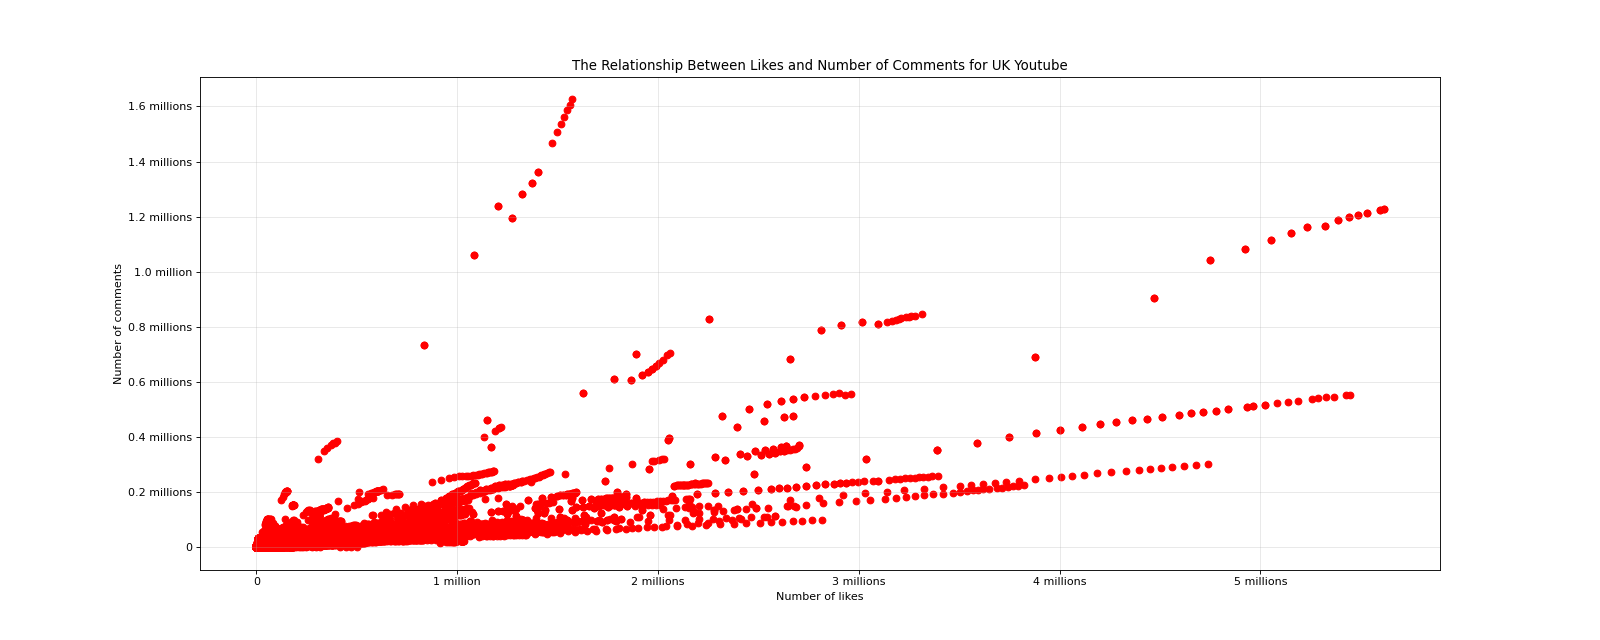 The Relationship Between Likes and Number of Comments for UK Youtube
Number of comments
1.6 millions
1.4 millions
1.2 millions
1.0 million
0.8 millions
0.6 millions
0.4 millions
0.2 millions
0
0
1 million
2 millions
3 millions
4 millions
5 millions
Number of likes